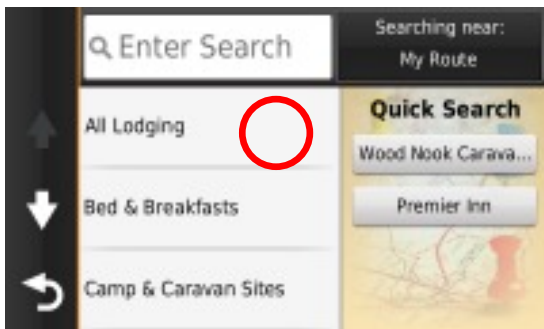 Enter Search
Searching near:
My Route
All Lodging
Bed & Breakfasts
Camp & Caravan Sites
Quick Search
Wood Nook Carava...
Premier Inn